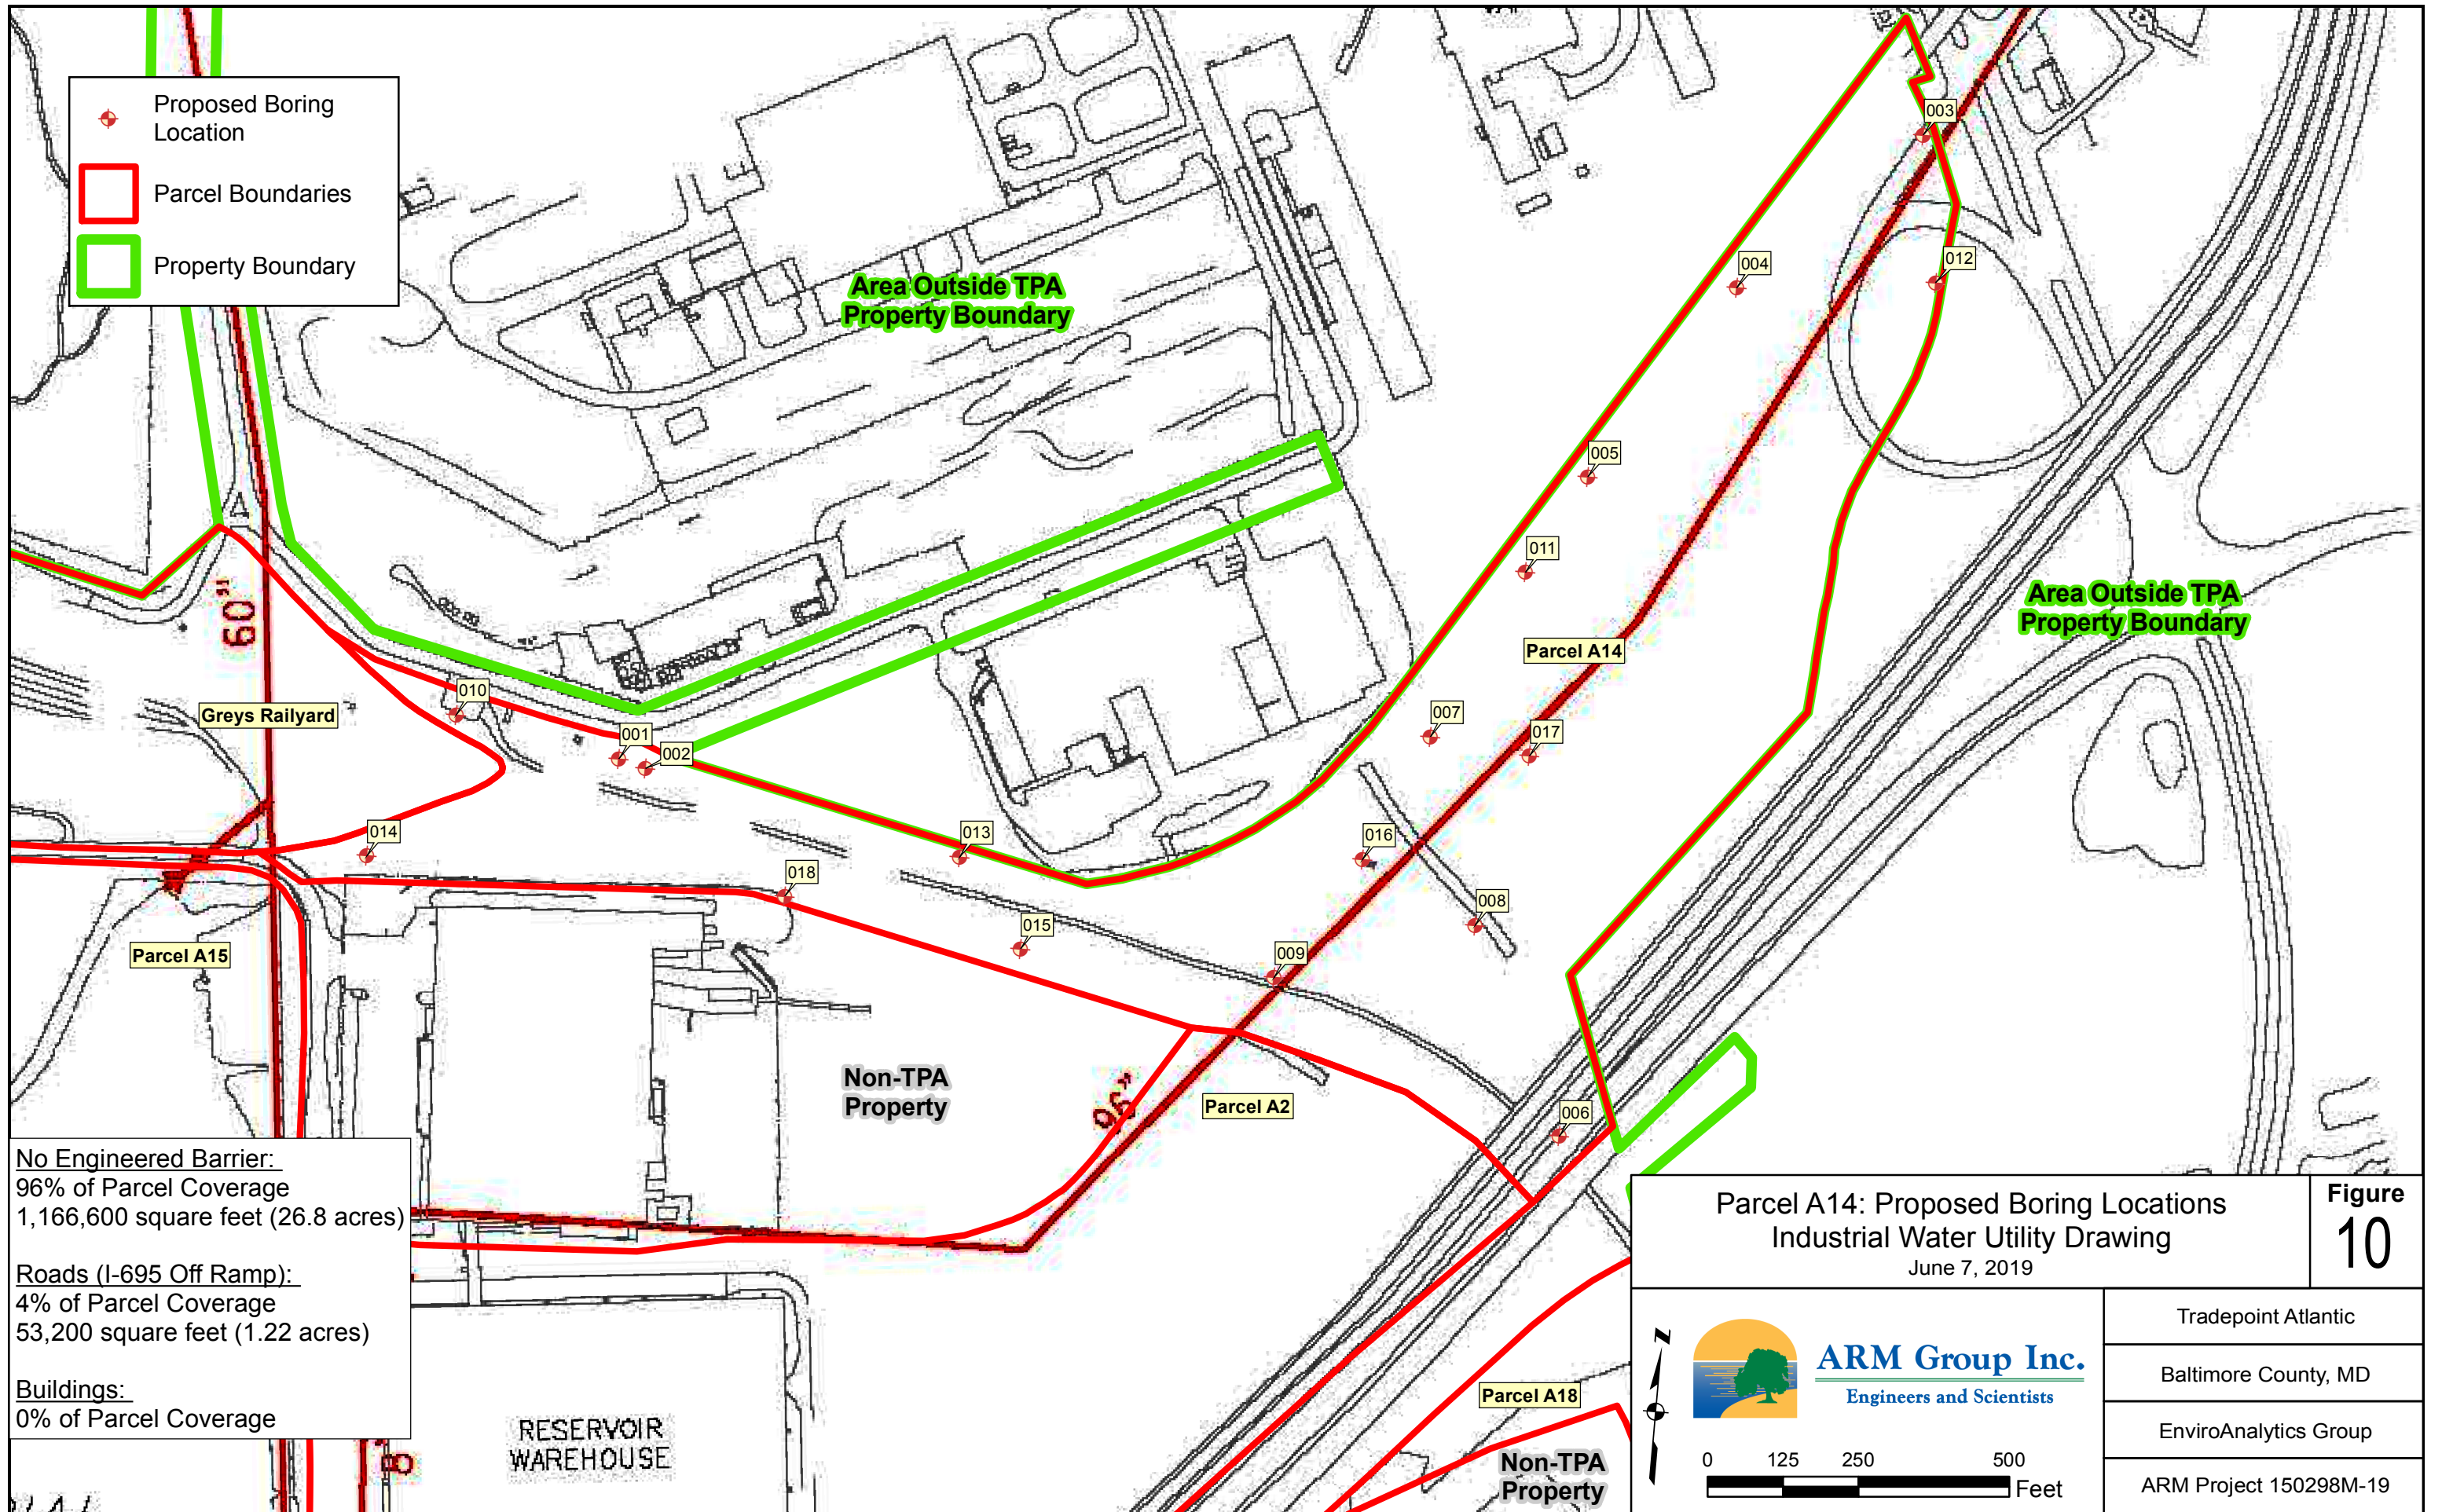 Proposed Boring
Location
Parcel Boundaries
Property Boundary
Area Outside TPA
Property Boundary
003
004
012
005
011
Area Outside TPA
Property Boundary
60"
Parcel A14
010
Greys Railyard
001
002
007
017
014
013
016
018
008
015
009
Parcel A15
Non-TPA
Property
96"
Parcel A2
006
No Engineered Barrier:
96% of Parcel Coverage
1,166,600 square feet (26.8 acres)
Roads (I-695 Off Ramp):
4% of Parcel Coverage
53,200 square feet (1.22 acres)
Buildings:
0% of Parcel Coverage
RESERVOIR
WAREHOUSE
Parcel A18
Non-TPA
Property
Parcel A14: Proposed Boring Locations
Industrial Water Utility Drawing
June 7, 2019
Figure
10
N
ARM Group Inc.
Engineers and Scientists
0 125 250 500
Feet
Tradepoint Atlantic
Baltimore County, MD
EnviroAnalytics Group
ARM Project 150298M-19